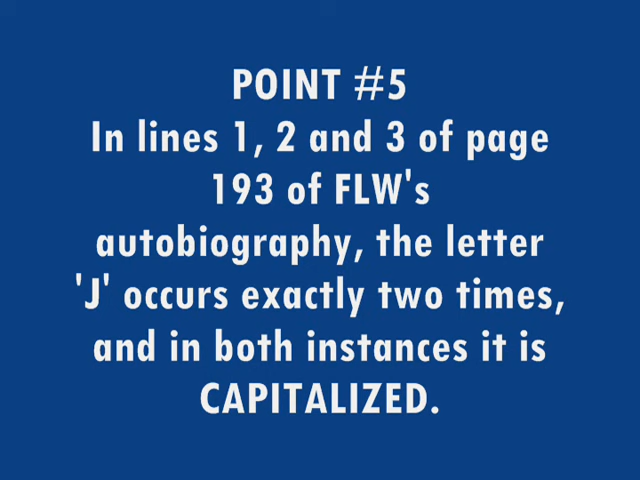 POINT #5
In lines 1, 2 and 3 of page
193 of FLW's
autobiography, the letter
'J' occurs exactly two times,
and in both instances it is
CAPITALIZED.